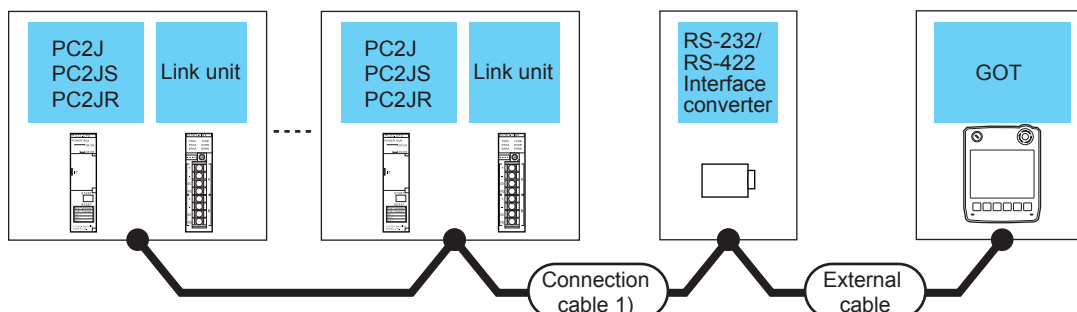 PC2J
PC2JS
PC2JR
Link unit
PC2J
PC2JS
PC2JR
Link unit
RS-232/
RS-422
Interface
converter
GOT
Connection
cable 1)
External
cable